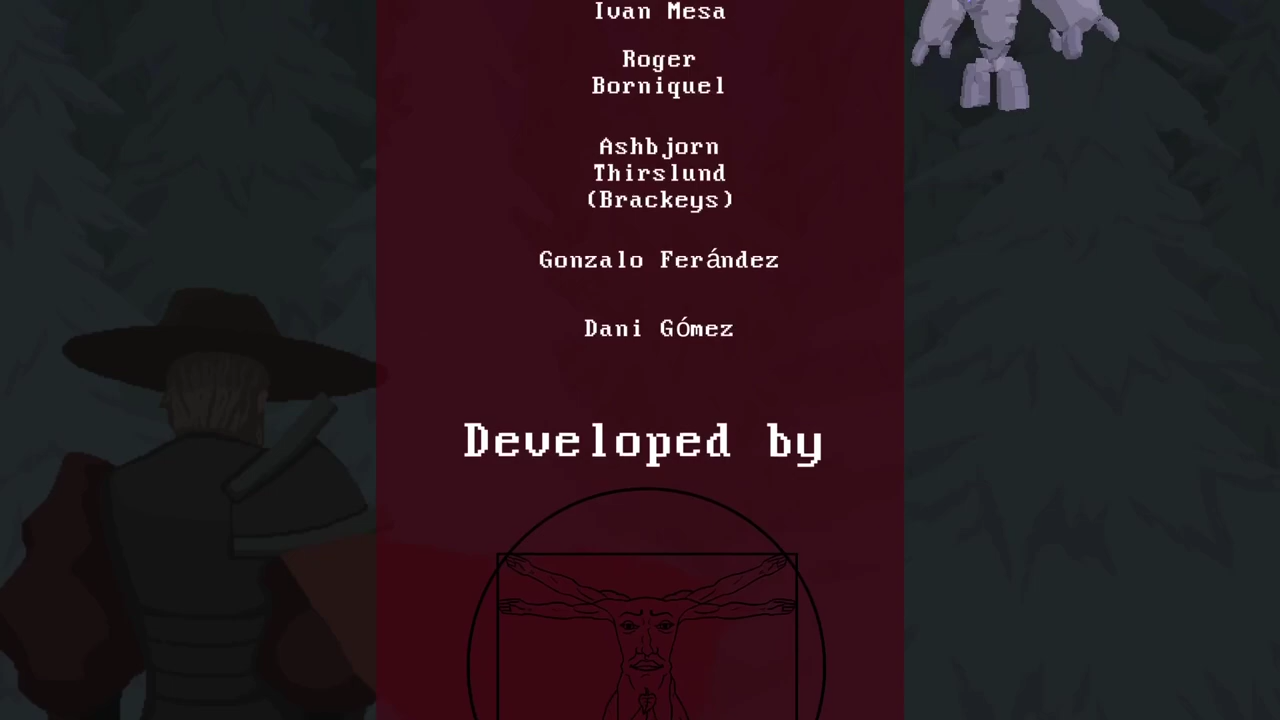 Ivan Mesa
Roger
Borniquel
Ashbjorn
Thirslund
(Brackeys)
Gonzalo Ferández
Dani Gómez
Developed by